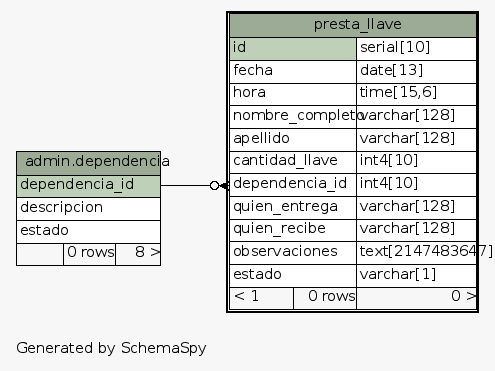 presta_llave
id serial[10]
fecha date[13]
hora time[15,6]
nombre_completo varchar[128]
apellido varchar[128]
cantidad_llave int4[10]
dependencia_id int4[10]
quien_entrega varchar[128]
quien_recibe varchar[128]
observaciones text[2147483647]
estado varchar[1]
< 1 0 rows 0 >
admin.dependencia
dependencia_id
descripcion
estado
0 rows 8 >
Generated by SchemaSpy